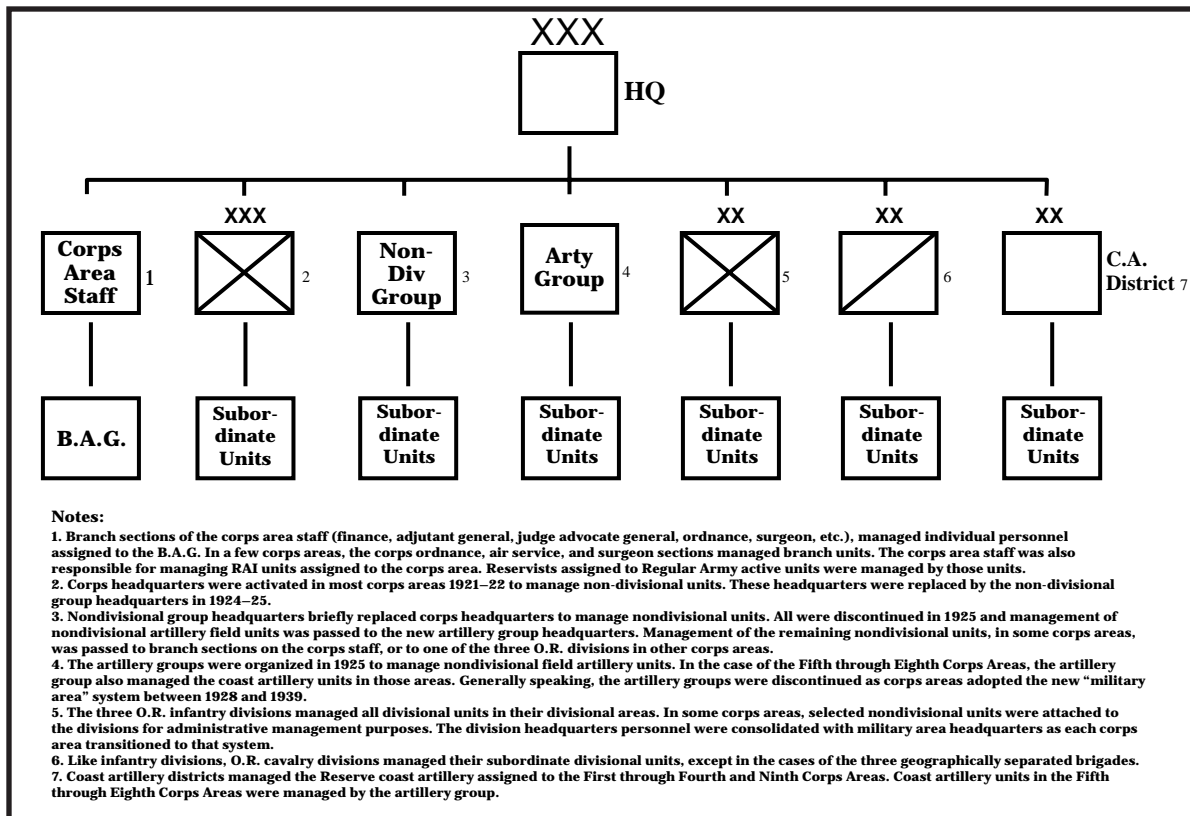 XXX
HQ
XXX
XX
XX
XX
Corps
Area
Staff
1
2
Non-
Div
Group
3
Arty
Group
4
5
6
C.A.
District 7
B.A.G.
Subor-
dinate
Units
Subor-
dinate
Units
Subor-
dinate
Units
Subor-
dinate
Units
Subor-
dinate
Units
Subor-
dinate
Units
Notes:
1. Branch sections of the corps area staff (finance, adjutant general, judge advocate general, ordnance, surgeon, etc.), managed individual personnel
assigned to the B.A.G. In a few corps areas, the corps ordnance, air service, and surgeon sections managed branch units. The corps area staff was also
responsible for managing RAI units assigned to the corps area. Reservists assigned to Regular Army active units were managed by those units.
2. Corps headquarters were activated in most corps areas 1921–22 to manage non-divisional units. These headquarters were replaced by the non-divisional
group headquarters in 1924–25.
3. Nondivisional group headquarters briefly replaced corps headquarters to manage nondivisional units. All were discontinued in 1925 and management of
nondivisional artillery field units was passed to the new artillery group headquarters. Management of the remaining nondivisional units, in some corps areas,
was passed to branch sections on the corps staff, or to one of the three O.R. divisions in other corps areas.
4. The artillery groups were organized in 1925 to manage nondivisional field artillery units. In the case of the Fifth through Eighth Corps Areas, the artillery
group also managed the coast artillery units in those areas. Generally speaking, the artillery groups were discontinued as corps areas adopted the new “military
area” system between 1928 and 1939.
5. The three O.R. infantry divisions managed all divisional units in their divisional areas. In some corps areas, selected nondivisional units were attached to
the divisions for administrative management purposes. The division headquarters personnel were consolidated with military area headquarters as each corps
area transitioned to that system.
6. Like infantry divisions, O.R. cavalry divisions managed their subordinate divisional units, except in the cases of the three geographically separated brigades.
7. Coast artillery districts managed the Reserve coast artillery assigned to the First through Fourth and Ninth Corps Areas. Coast artillery units in the Fifth
through Eighth Corps Areas were managed by the artillery group.